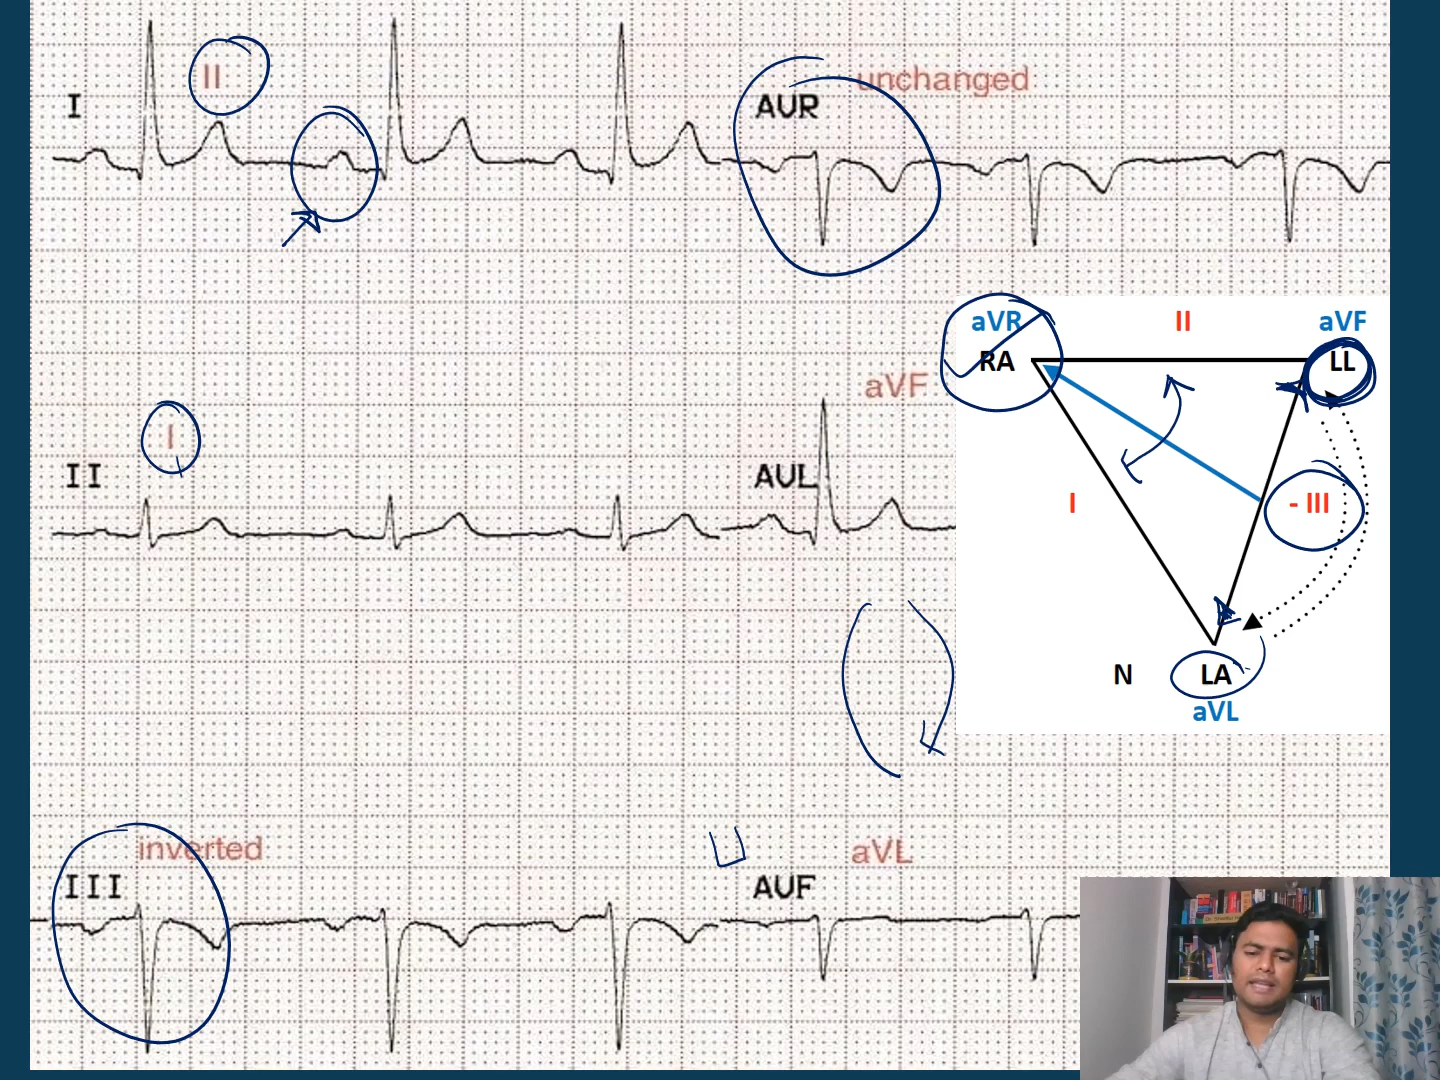 II
unchanged
I
AVR
aVR
II
aVF
RA
LL
aVF
I
II
AVL
I
- III
N
LA
aVL
inverted
aVL
III
AVF